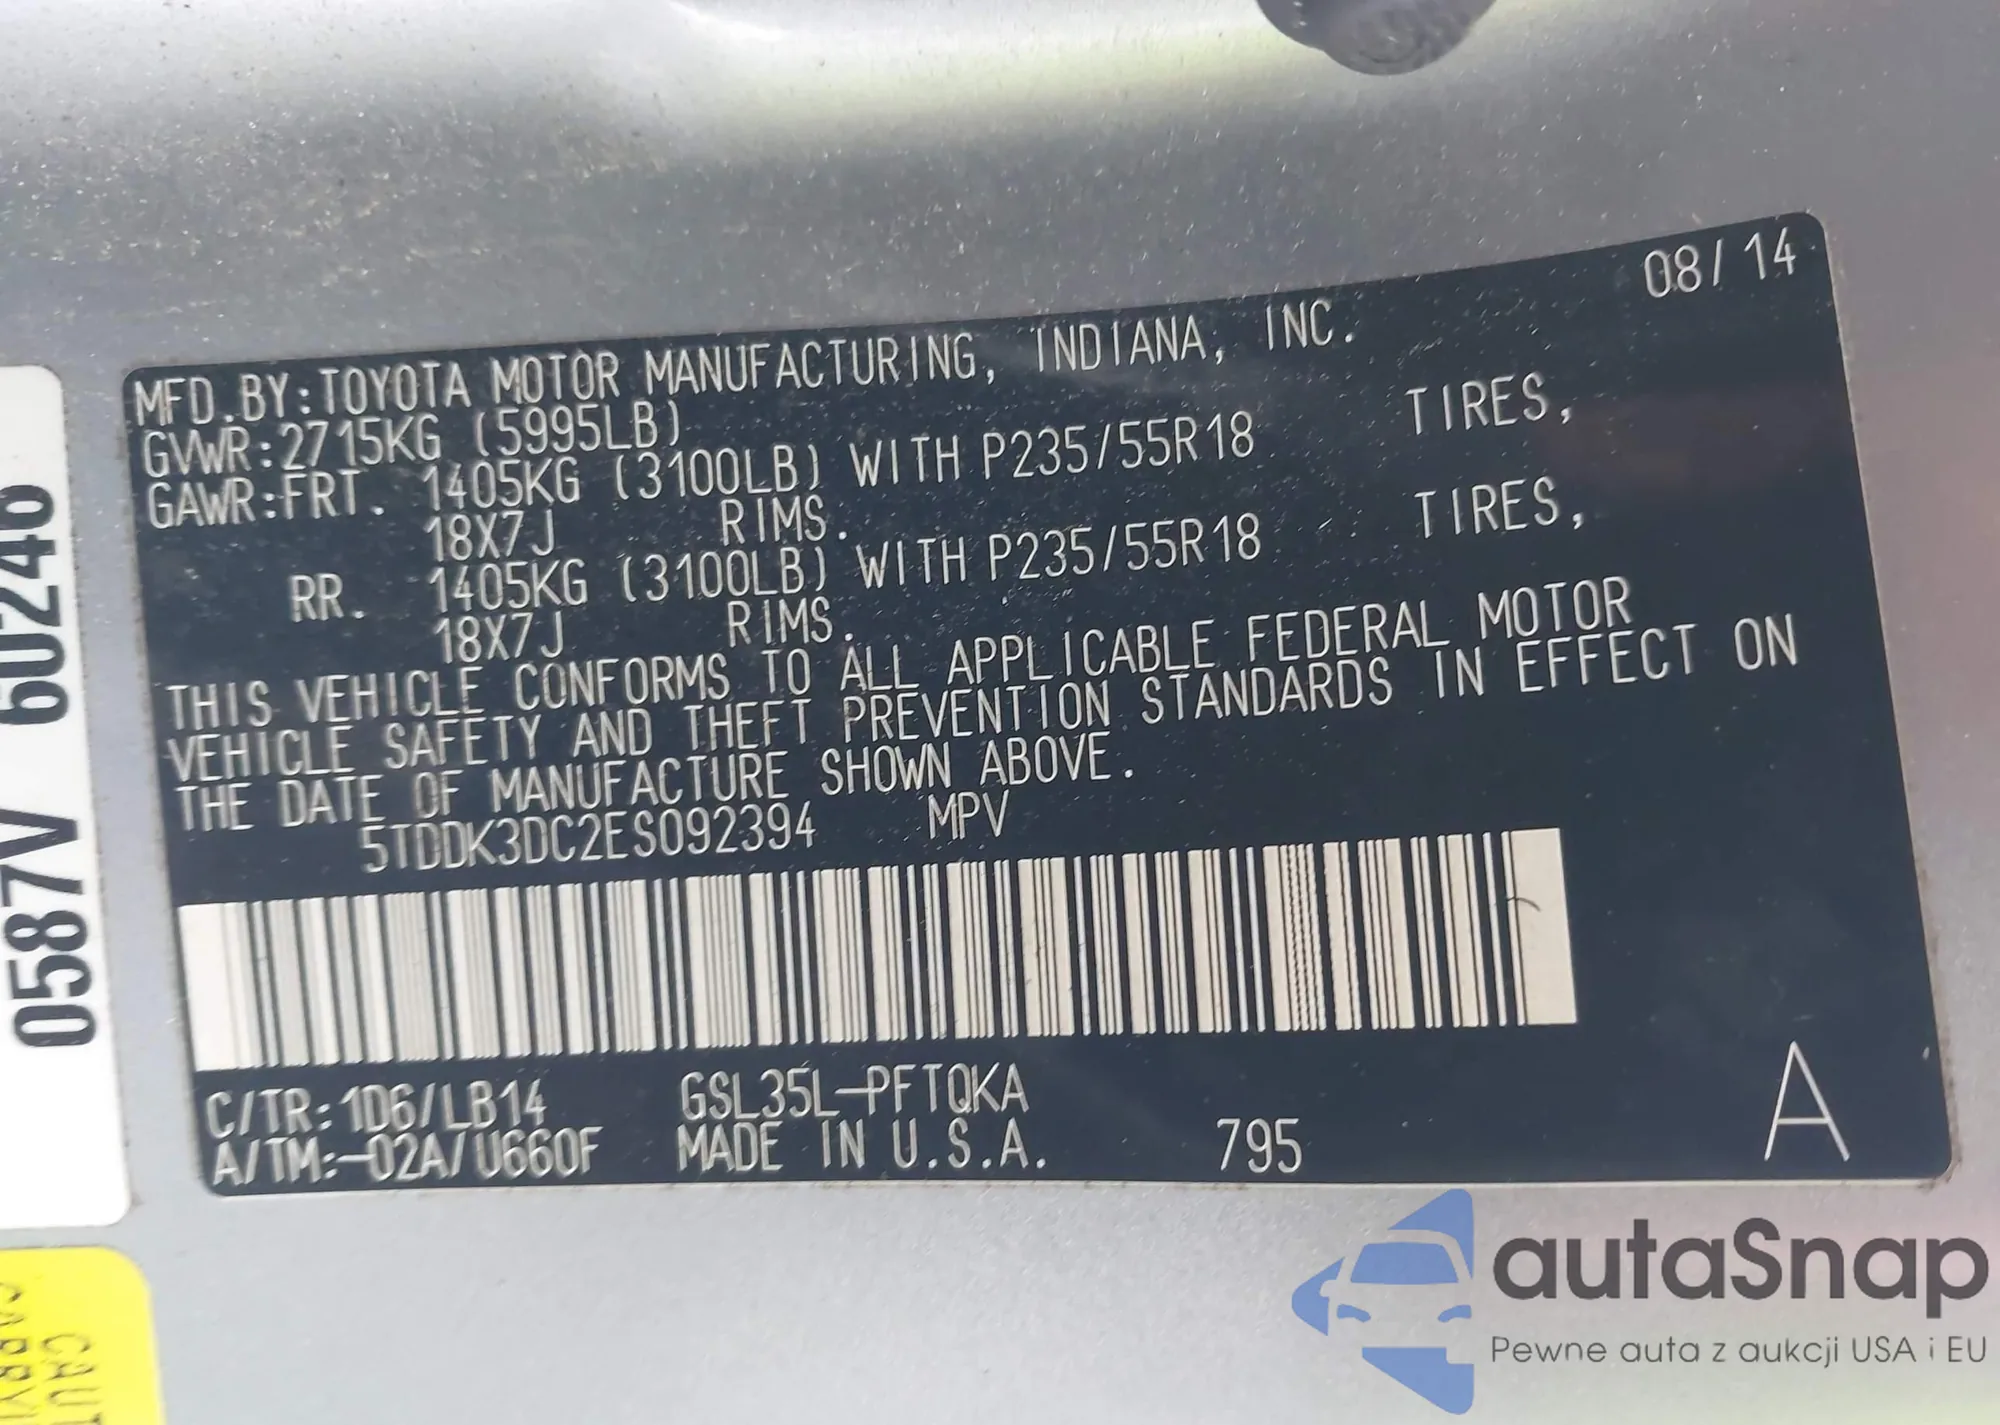 08/14
MFD.BY:TOYOTA MOTOR MANUFACTURING, INDIANA, INC.
GVWR:2715KG (5995LB)
GAWR:FRT. 1405KG (3100LB) WITH P235/55R18 TIRES,
18X7J RIMS.
RR. 1405KG (3100LB) WITH P235/55R18 TIRES,
18X7J RIMS.
THIS VEHICLE CONFORMS TO ALL APPLICABLE FEDERAL MOTOR
VEHICLE SAFETY AND THEFT PREVENTION STANDARDS IN EFFECT ON
THE DATE OF MANUFACTURE SHOWN ABOVE.
5TDDK3DC2ES092394 MPV
C/TR:1D6/LB14 GSL35L-PFTQKA
A/TM:-02A/U660F MADE IN U.S.A. 795 A
0587V 60246
autaSnap
Pewne auta z aukcji USA i EU